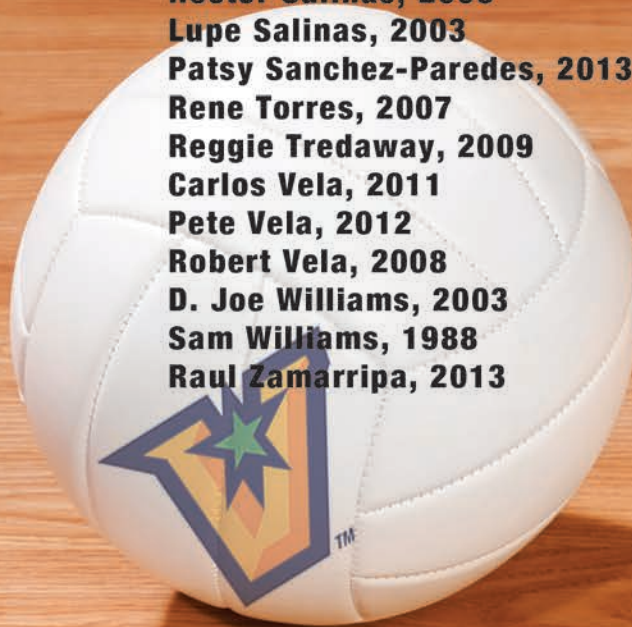 Lupe Salinas, 2003
Patsy Sanchez-Paredes, 2013
Rene Torres, 2007
Reggie Tredaway, 2009
Carlos Vela, 2011
Pete Vela, 2012
Robert Vela, 2008
D. Joe Williams, 2003
Sam Williams, 1988
Raul Zamarripa, 2013
V
TM